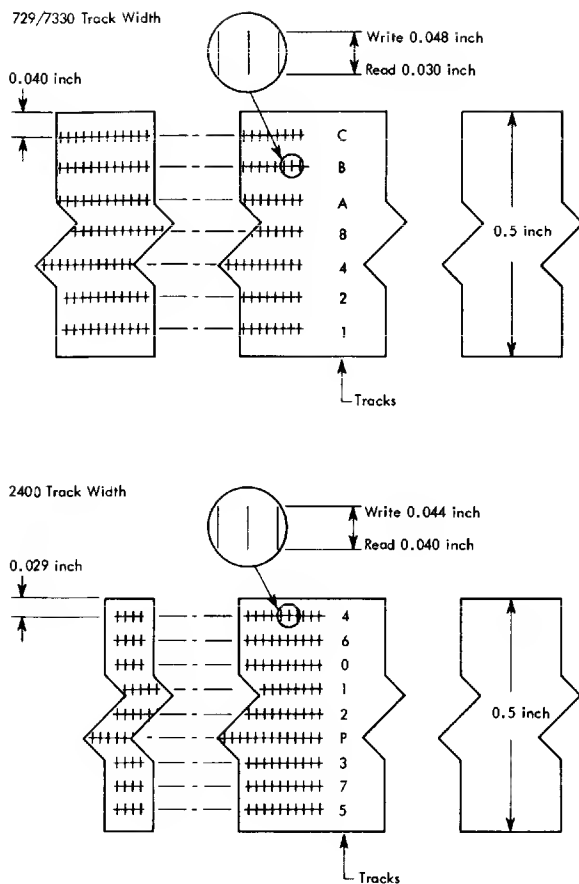 729/7330 Track Width
Write 0.048 inch
Read 0.030 inch
0.040 inch
C
B
A
8
4
2
1
0.5 inch
Tracks
2400 Track Width
Write 0.044 inch
Read 0.040 inch
0.029 inch
4
6
0
1
2
P
3
7
5
0.5 inch
Tracks